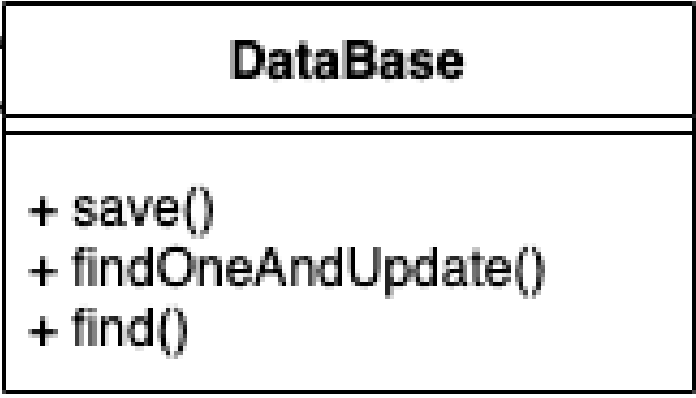 DataBase
+ save()
+ findOneAndUpdate()
+ find()